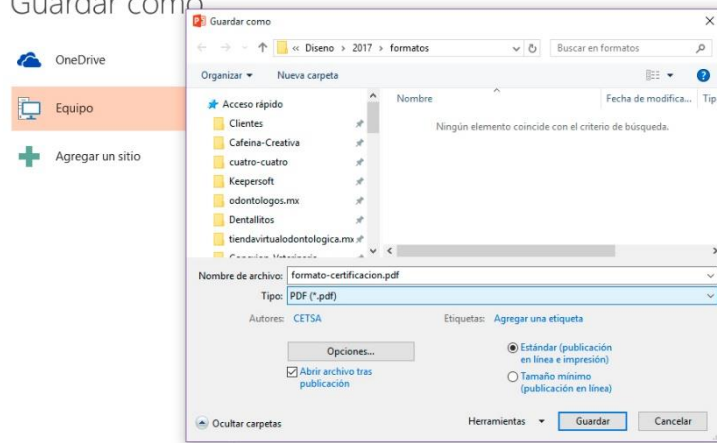 Guardar como
OneDrive
Equipo
Agregar un sitio
Guardar como
« Diseno > 2017 > formatos
Buscar en formatos
Organizar
Nueva carpeta
Nombre
Fecha de modifica...
Tip
Ningún elemento coincide con el criterio de búsqueda.
Acceso rápido
Clientes
Cafeina-Creativa
cuatro-cuatro
Keepersoft
odontologos.mx
Dentallitos
tiendavirtualodontologica.mx
Nombre de archivo: formato-certificacion.pdf
Tipo: PDF (*.pdf)
Autores: CETSA
Etiquetas: Agregar una etiqueta
Opciones...
Abrir archivo tras
publicación
Estándar (publicación
en línea e impresión)
Tamaño mínimo
(publicación en línea)
Ocultar carpetas
Herramientas
Guardar
Cancelar